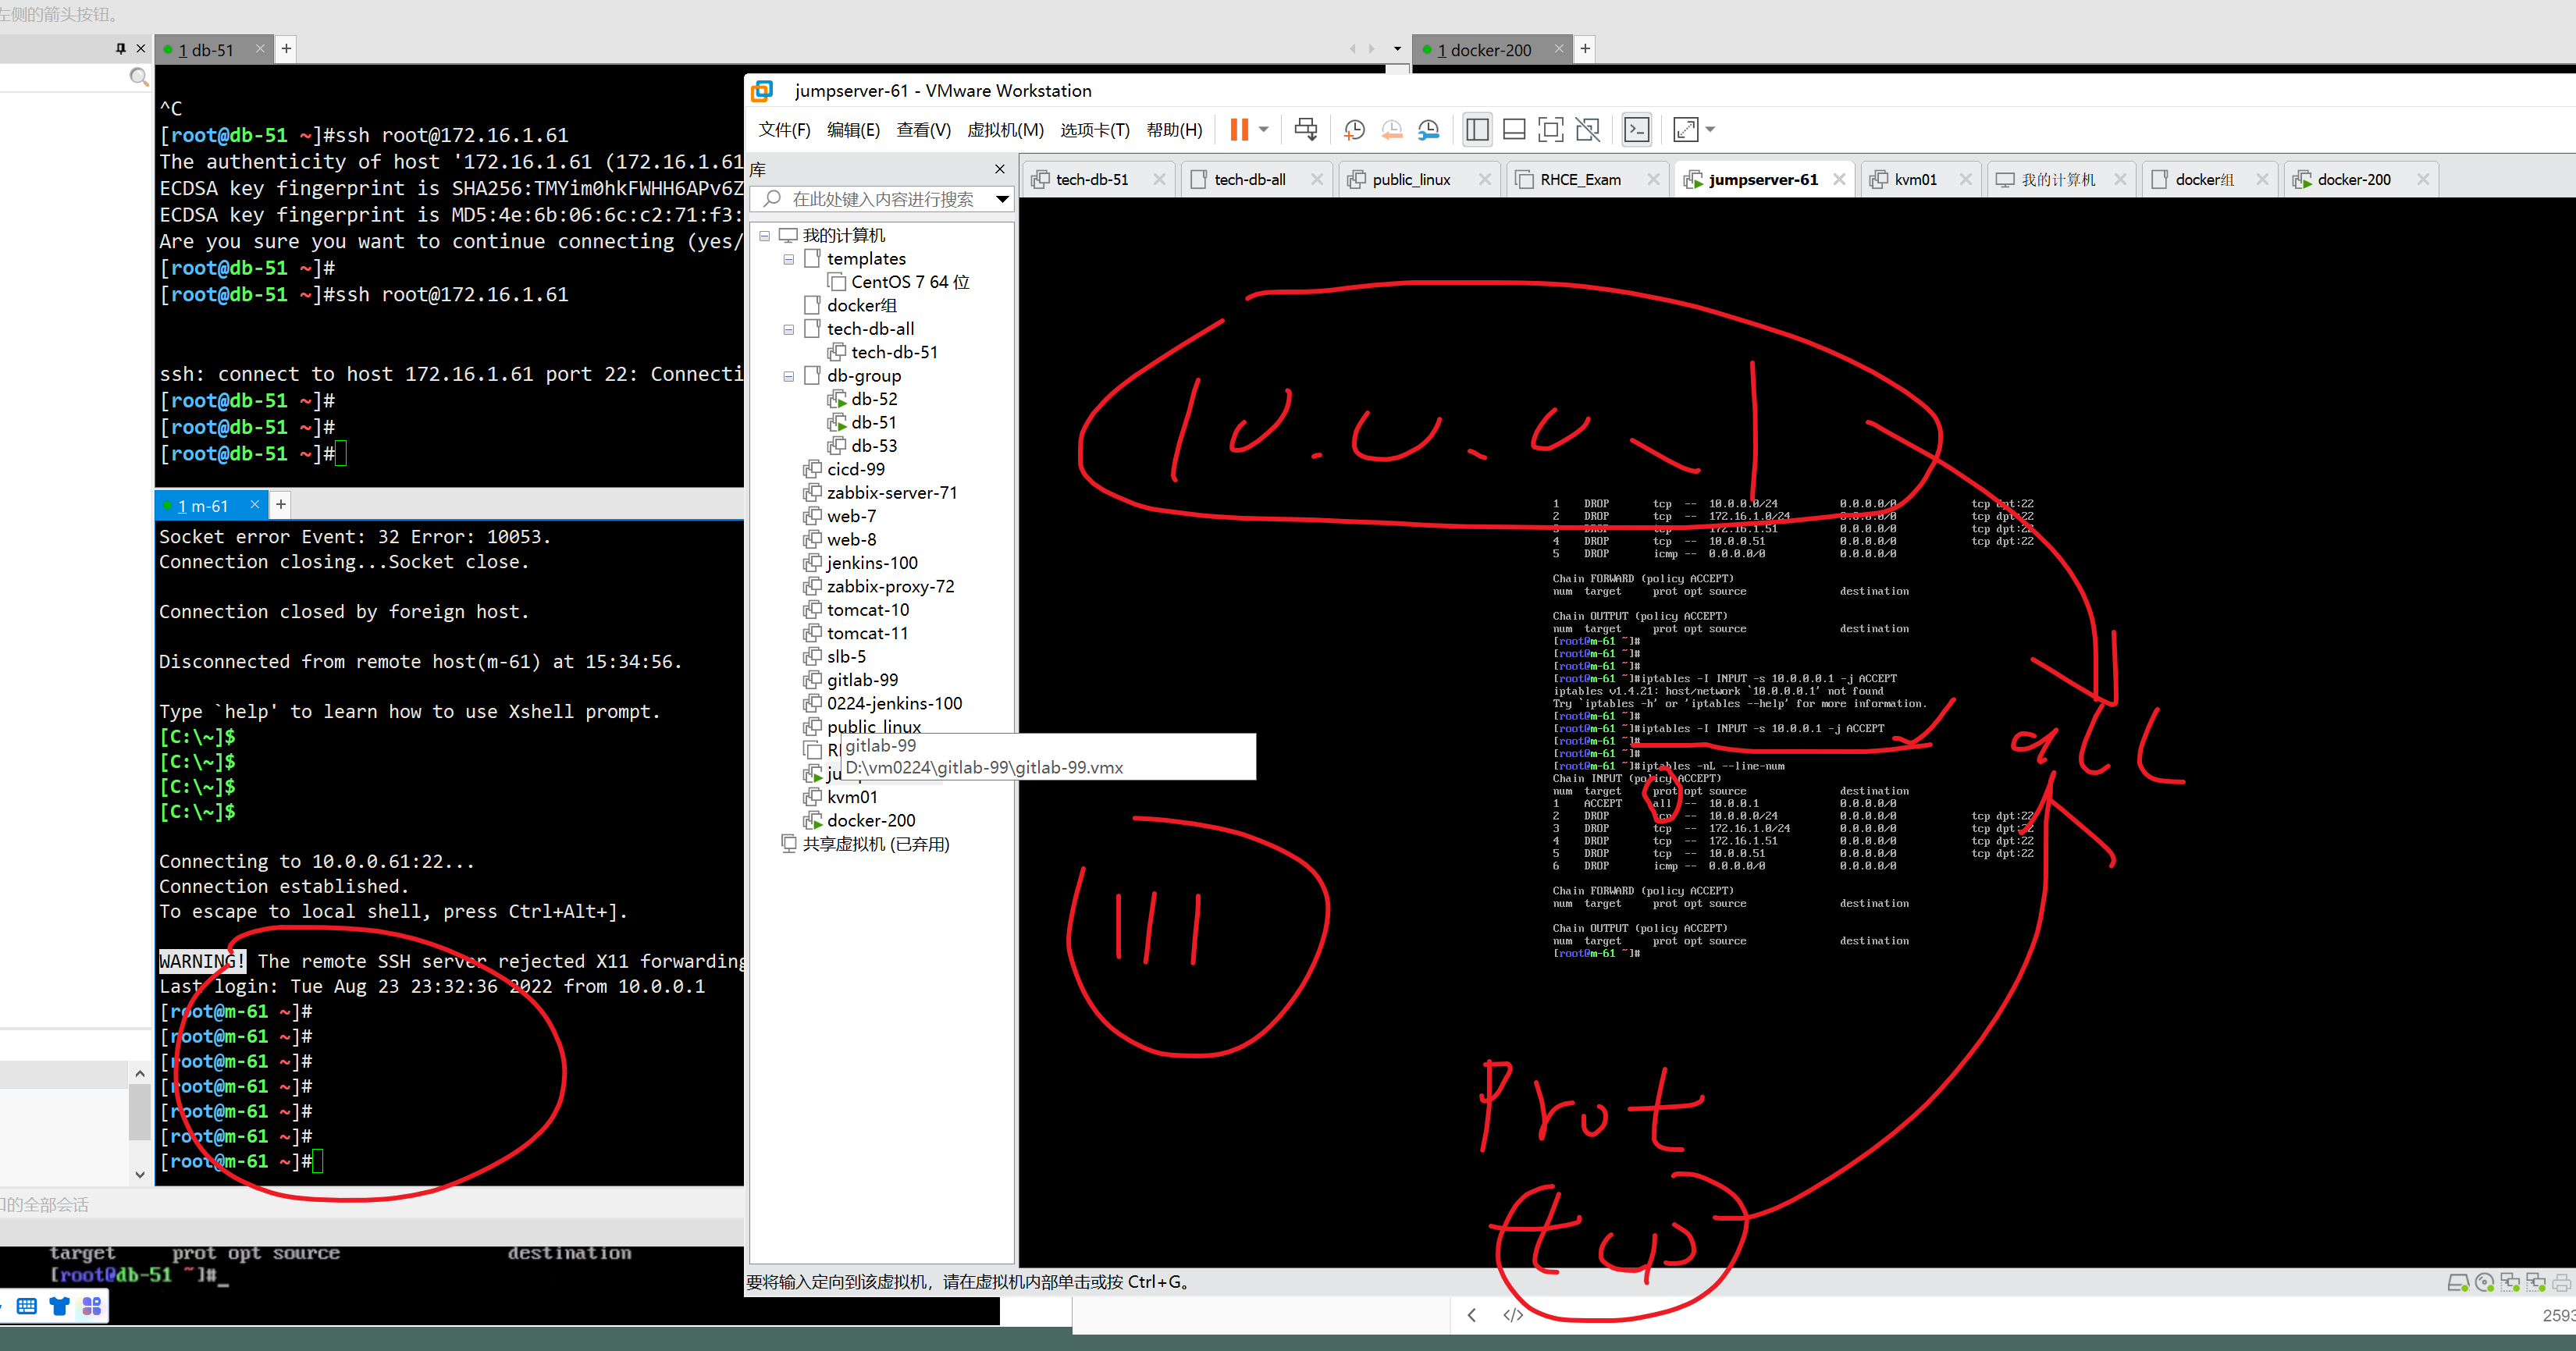 左侧的箭头按钮。
1 db-51
1 docker-200
^C
[root@db-51 ~]#ssh root@172.16.1.61
The authenticity of host '172.16.1.61 (172.16.1.61
ECDSA key fingerprint is SHA256:TMYim0hkFWHH6APv6Z
ECDSA key fingerprint is MD5:4e:6b:06:6c:c2:71:f3:
Are you sure you want to continue connecting (yes/
[root@db-51 ~]#
[root@db-51 ~]#ssh root@172.16.1.61
ssh: connect to host 172.16.1.61 port 22: Connecti
[root@db-51 ~]#
[root@db-51 ~]#
[root@db-51 ~]#
1 m-61
Socket error Event: 32 Error: 10053.
Connection closing...Socket close.
Connection closed by foreign host.
Disconnected from remote host(m-61) at 15:34:56.
Type `help' to learn how to use Xshell prompt.
[C:\~]$
[C:\~]$
[C:\~]$
[C:\~]$
Connecting to 10.0.0.61:22...
Connection established.
To escape to local shell, press Ctrl+Alt+].
WARNING! The remote SSH server rejected X11 forwarding
Last login: Tue Aug 23 23:32:36 2022 from 10.0.0.1
[root@m-61 ~]#
[root@m-61 ~]#
[root@m-61 ~]#
[root@m-61 ~]#
[root@m-61 ~]#
[root@m-61 ~]#
[root@m-61 ~]#
口的全部会话
target prot opt source destination
[root@db-51 ~]#_
jumpserver-61 - VMware Workstation
文件(F) 编辑(E) 查看(V) 虚拟机(M) 选项卡(T) 帮助(H)
库
在此处键入内容进行搜索
我的计算机
templates
CentOS 7 64 位
docker组
tech-db-all
tech-db-51
db-group
db-52
db-51
db-53
cicd-99
zabbix-server-71
web-7
web-8
jenkins-100
zabbix-proxy-72
tomcat-10
tomcat-11
slb-5
gitlab-99
0224-jenkins-100
public_linux
gitlab-99
D:\vm0224\gitlab-99\gitlab-99.vmx
kvm01
docker-200
共享虚拟机 (已弃用)
tech-db-51 tech-db-all public_linux RHCE_Exam jumpserver-61 kvm01 我的计算机 docker组 docker-200
10.0.0.1
1 DROP tcp -- 10.0.0.0/24 0.0.0.0/0 tcp dpt:22
2 DROP tcp -- 172.16.1.0/24 0.0.0.0/0 tcp dpt:22
3 DROP tcp -- 172.16.1.51 0.0.0.0/0 tcp dpt:22
4 DROP tcp -- 10.0.0.51 0.0.0.0/0 tcp dpt:22
5 DROP icmp -- 0.0.0.0/0 0.0.0.0/0
Chain FORWARD (policy ACCEPT)
num target prot opt source destination
Chain OUTPUT (policy ACCEPT)
num target prot opt source destination
[root@m-61 ~]#
[root@m-61 ~]#
[root@m-61 ~]#
[root@m-61 ~]#iptables -I INPUT -s 10.0.0.0.1 -j ACCEPT
iptables v1.4.21: host/network `10.0.0.0.1' not found
Try `iptables -h' or 'iptables --help' for more information.
[root@m-61 ~]#
[root@m-61 ~]#iptables -I INPUT -s 10.0.0.1 -j ACCEPT
[root@m-61 ~]#
[root@m-61 ~]#
[root@m-61 ~]#iptables -nL --line-num
Chain INPUT (policy ACCEPT)
num target prot opt source destination
1 ACCEPT all -- 10.0.0.1 0.0.0.0/0
2 DROP tcp -- 10.0.0.0/24 0.0.0.0/0 tcp dpt:22
3 DROP tcp -- 172.16.1.0/24 0.0.0.0/0 tcp dpt:22
4 DROP tcp -- 172.16.1.51 0.0.0.0/0 tcp dpt:22
5 DROP tcp -- 10.0.0.51 0.0.0.0/0 tcp dpt:22
6 DROP icmp -- 0.0.0.0/0 0.0.0.0/0
Chain FORWARD (policy ACCEPT)
num target prot opt source destination
Chain OUTPUT (policy ACCEPT)
num target prot opt source destination
[root@m-61 ~]#
all
Prot
tcp
要将输入定向到该虚拟机，请在虚拟机内部单击或按 Ctrl+G。
2593